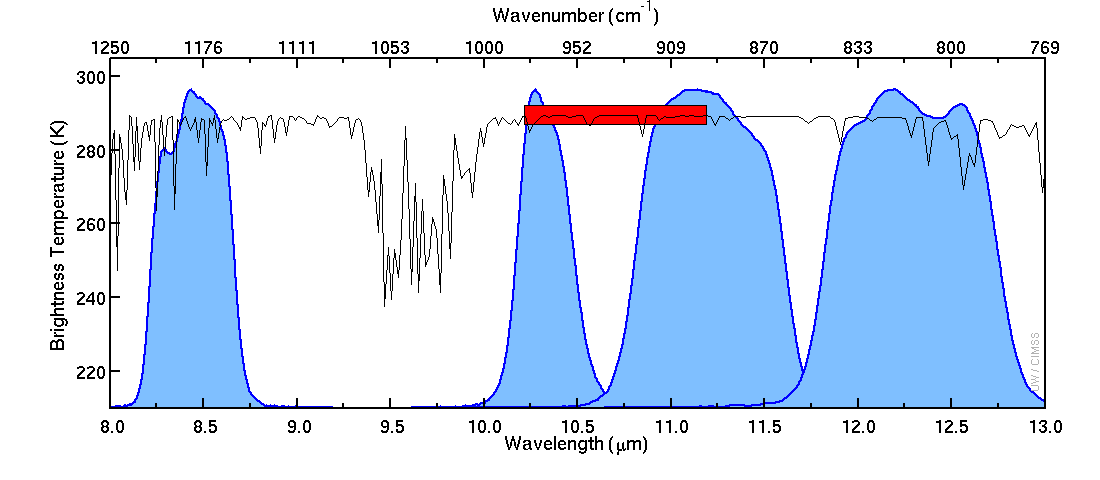 Wavenumber (cm-1)
1250 1176 1111 1053 1000 952 909 870 833 800 769
Brightness Temperature (K)
300
280
260
240
220
UW / CIMSS
8.0 8.5 9.0 9.5 10.0 10.5 11.0 11.5 12.0 12.5 13.0
Wavelength (μm)